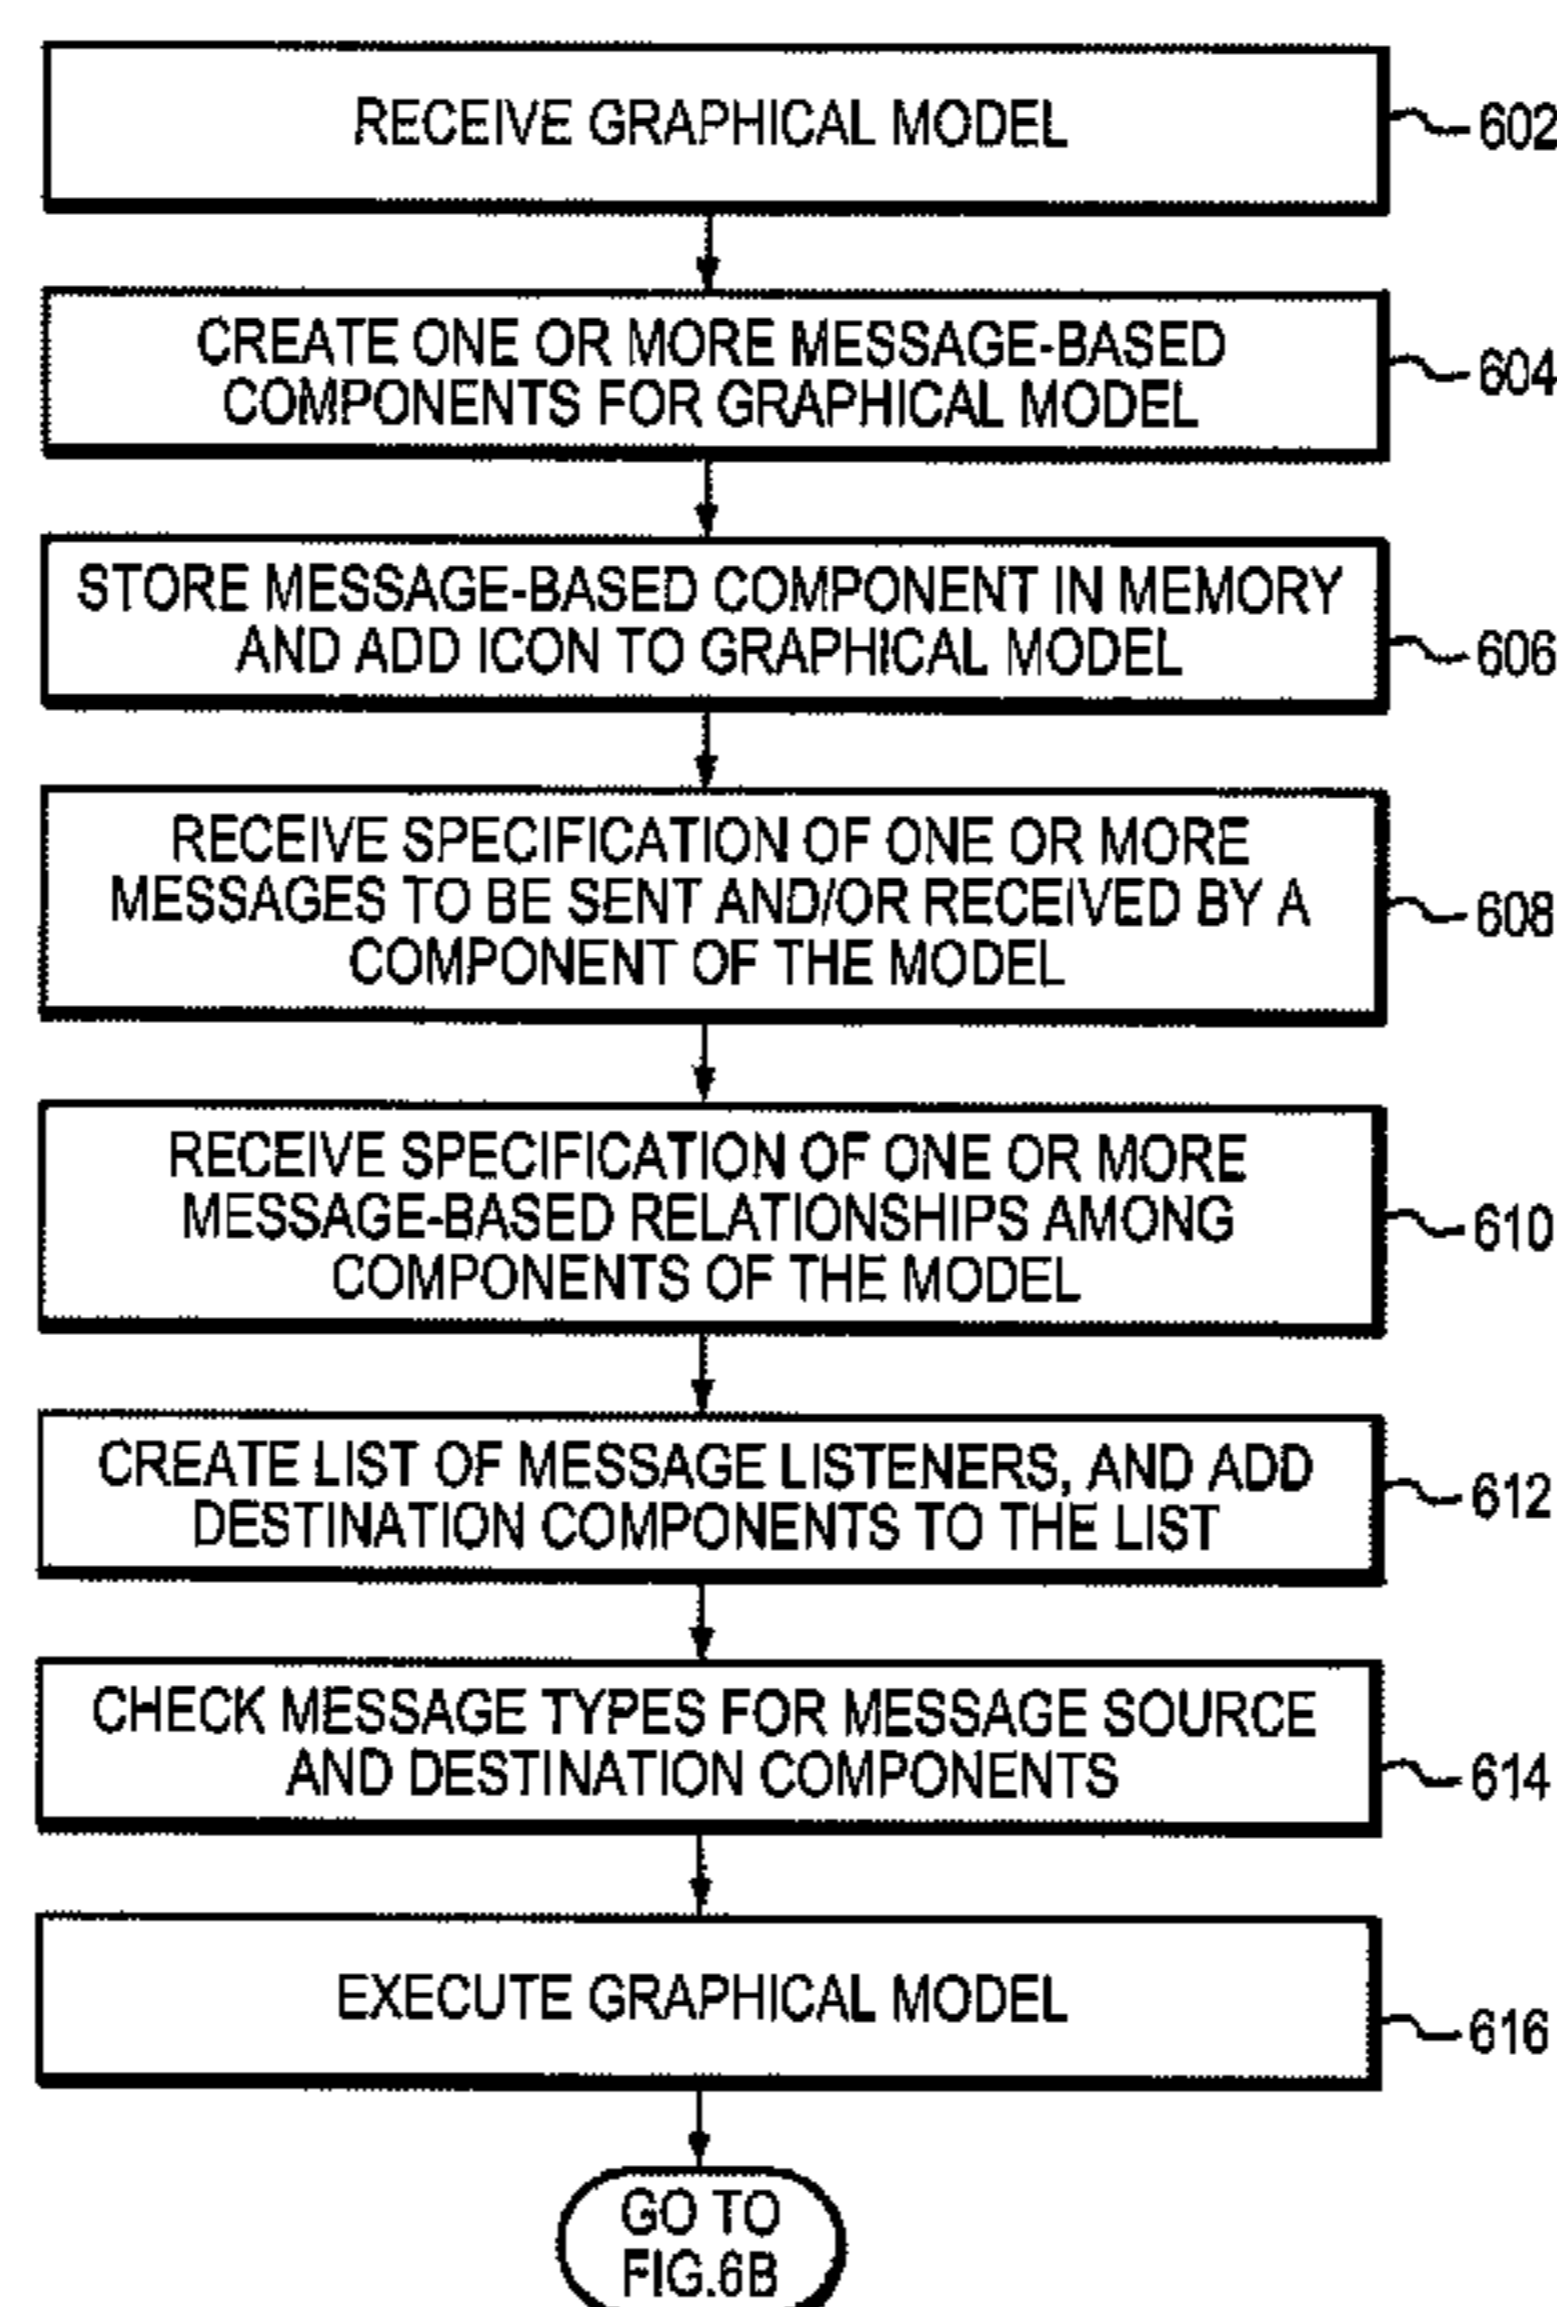 RECEIVE GRAPHICAL MODEL
602
CREATE ONE OR MORE MESSAGE-BASED
COMPONENTS FOR GRAPHICAL MODEL
604
STORE MESSAGE-BASED COMPONENT IN MEMORY
AND ADD ICON TO GRAPHICAL MODEL
606
RECEIVE SPECIFICATION OF ONE OR MORE
MESSAGES TO BE SENT AND/OR RECEIVED BY A
COMPONENT OF THE MODEL
608
RECEIVE SPECIFICATION OF ONE OR MORE
MESSAGE-BASED RELATIONSHIPS AMONG
COMPONENTS OF THE MODEL
610
CREATE LIST OF MESSAGE LISTENERS, AND ADD
DESTINATION COMPONENTS TO THE LIST
612
CHECK MESSAGE TYPES FOR MESSAGE SOURCE
AND DESTINATION COMPONENTS
614
EXECUTE GRAPHICAL MODEL
616
GO TO
FIG.6B